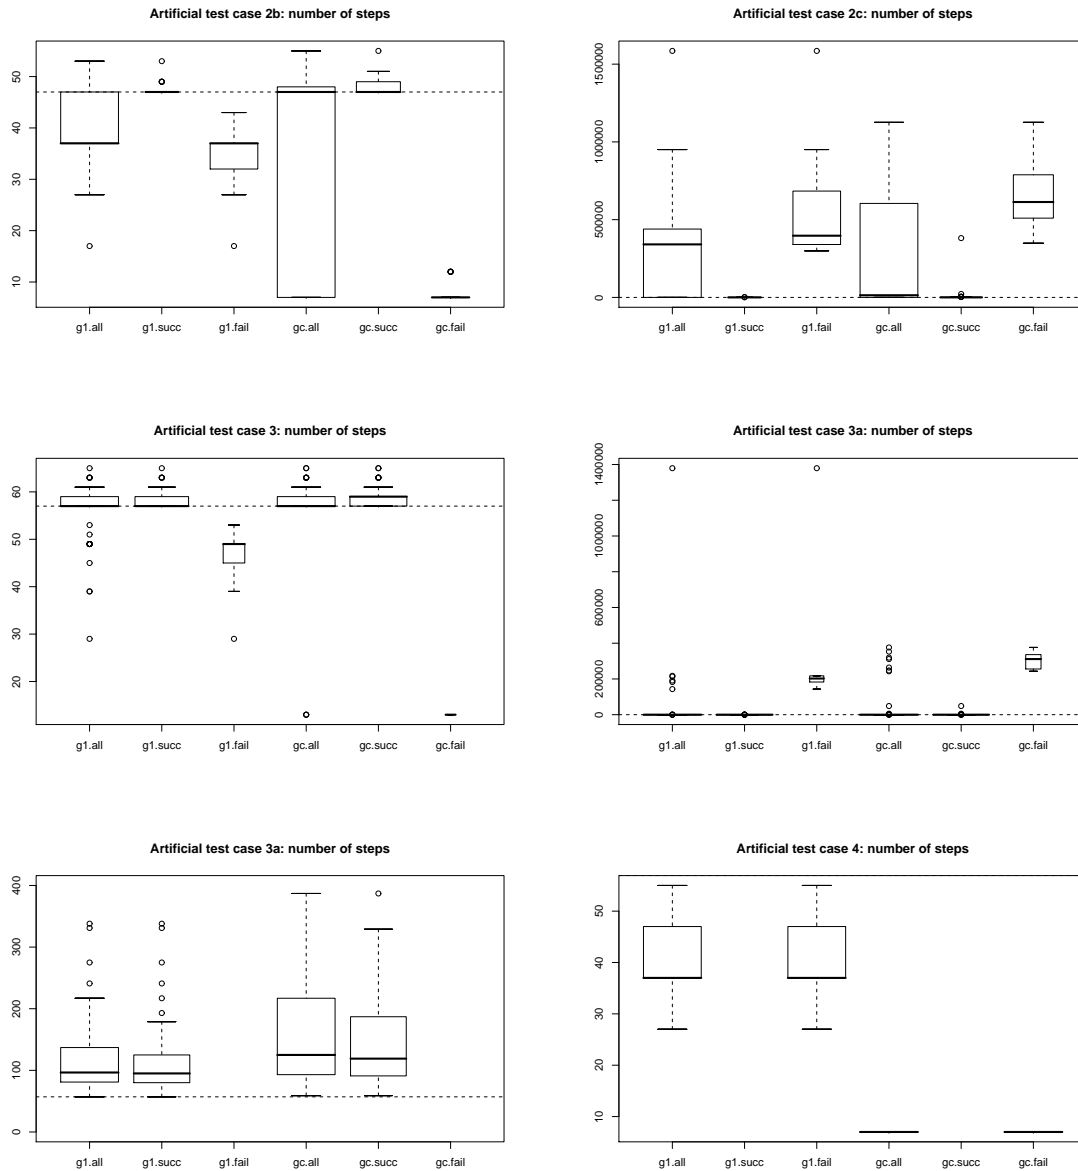 Artificial test case 2b: number of steps
50
40
30
20
10
g1.all g1.succ g1.fail gc.all gc.succ gc.fail
Artificial test case 2c: number of steps
1500000
1000000
500000
0
g1.all g1.succ g1.fail gc.all gc.succ gc.fail
Artificial test case 3: number of steps
60
50
40
30
20
g1.all g1.succ g1.fail gc.all gc.succ gc.fail
Artificial test case 3a: number of steps
1400000
1000000
600000
200000
0
g1.all g1.succ g1.fail gc.all gc.succ gc.fail
Artificial test case 3a: number of steps
400
300
200
100
0
g1.all g1.succ g1.fail gc.all gc.succ gc.fail
Artificial test case 4: number of steps
50
40
30
20
10
g1.all g1.succ g1.fail gc.all gc.succ gc.fail